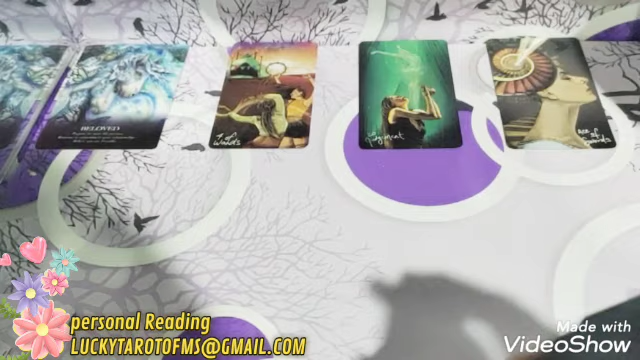 BELOVED
7 of
Wands
Judgment
Ace of
Swords
personal Reading
LUCKYTAROTOFMS@GMAIL.COM
Made with
VideoShow